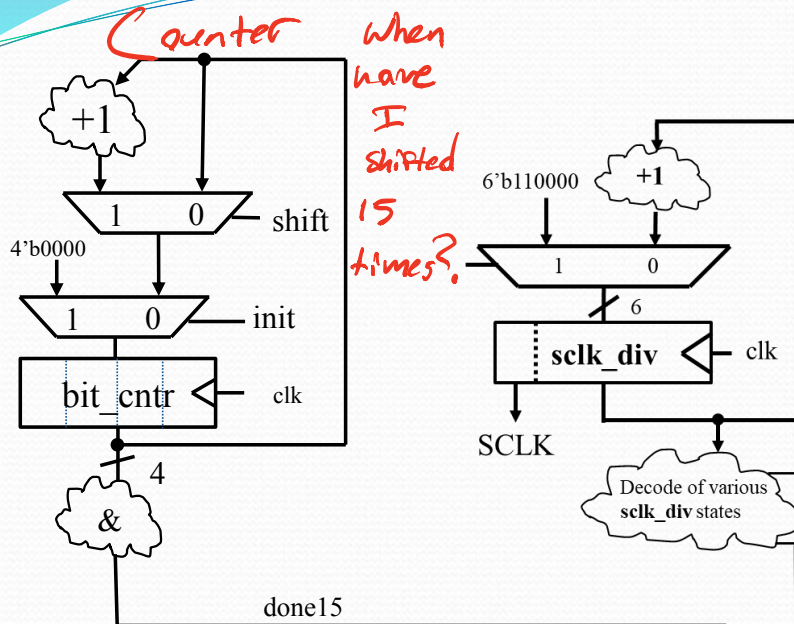 Counter
when
have
I
shifted
15
times?
+1
1 0
shift
4'b0000
1 0
init
bit_cntr
clk
4
&
done15
6'b110000
+1
1 0
6
sclk_div
clk
SCLK
Decode of various
sclk_div states